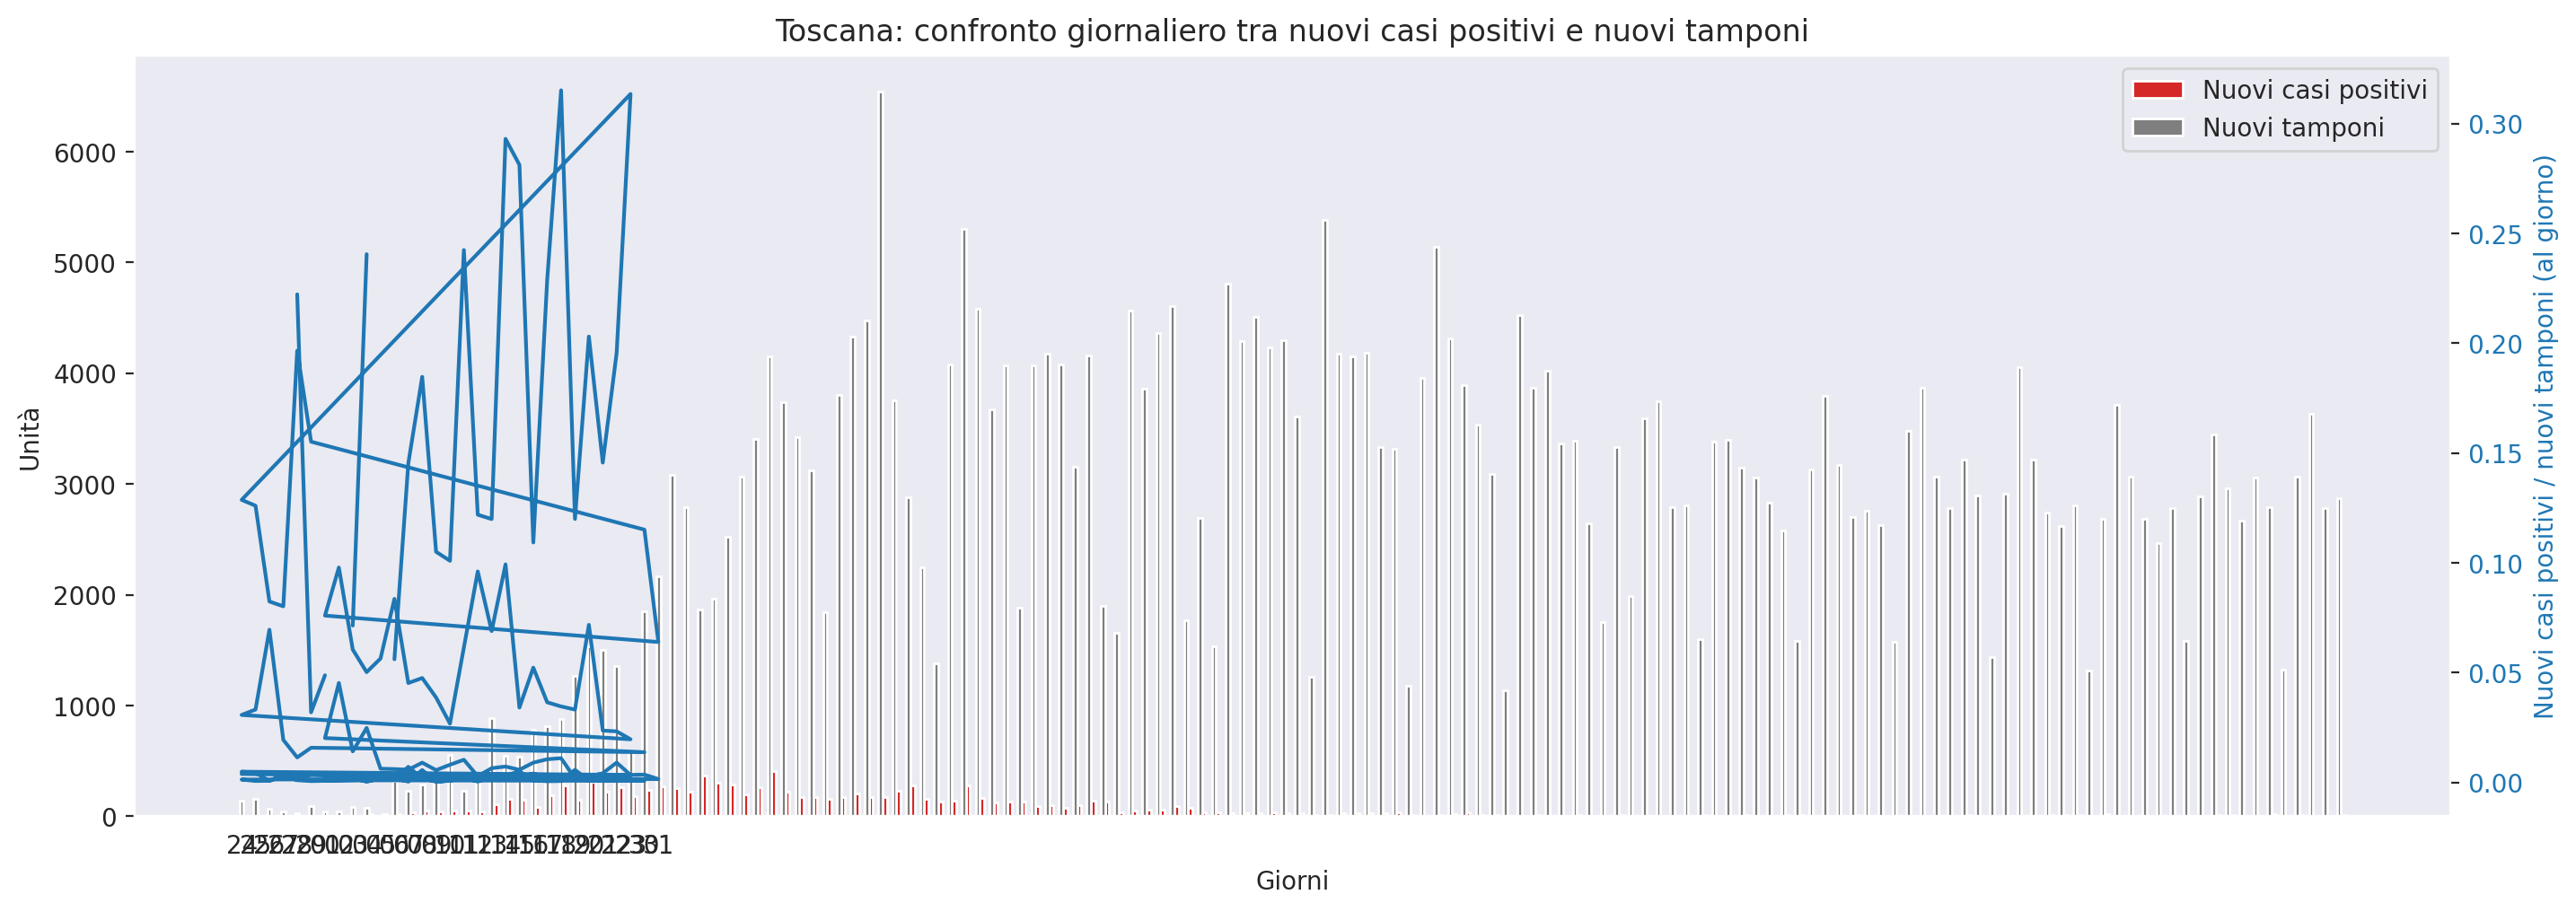 Toscana: confronto giornaliero tra nuovi casi positivi e nuovi tamponi
Nuovi casi positivi
Nuovi tamponi
6000
5000
4000
3000
2000
1000
0
Unità
0.30
0.25
0.20
0.15
0.10
0.05
0.00
Nuovi casi positivi / nuovi tamponi (al giorno)
Giorni